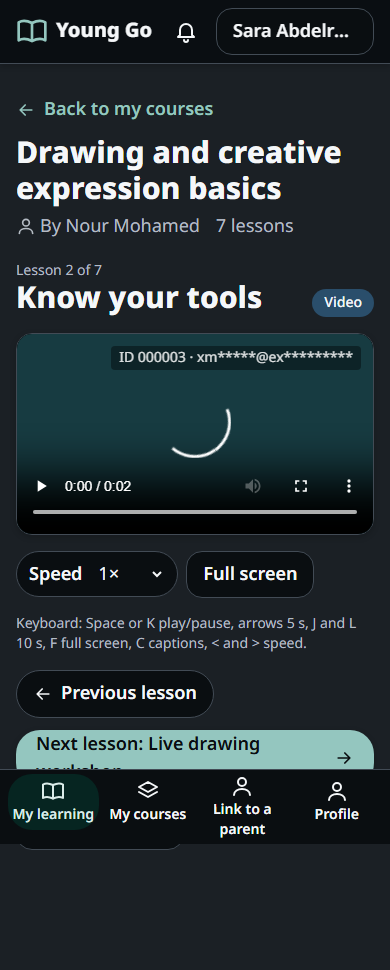 Young Go
Sara Abdelr...
← Back to my courses
Drawing and creative
expression basics
By Nour Mohamed 7 lessons
Lesson 2 of 7
Know your tools
Video
ID 000003 · xm*****@ex*********
0:00 / 0:02
Speed 1×
Full screen
Keyboard: Space or K play/pause, arrows 5 s, J and L
10 s, F full screen, C captions, < and > speed.
← Previous lesson
Next lesson: Live drawing
→
My learning
My courses
Link to a
parent
Profile